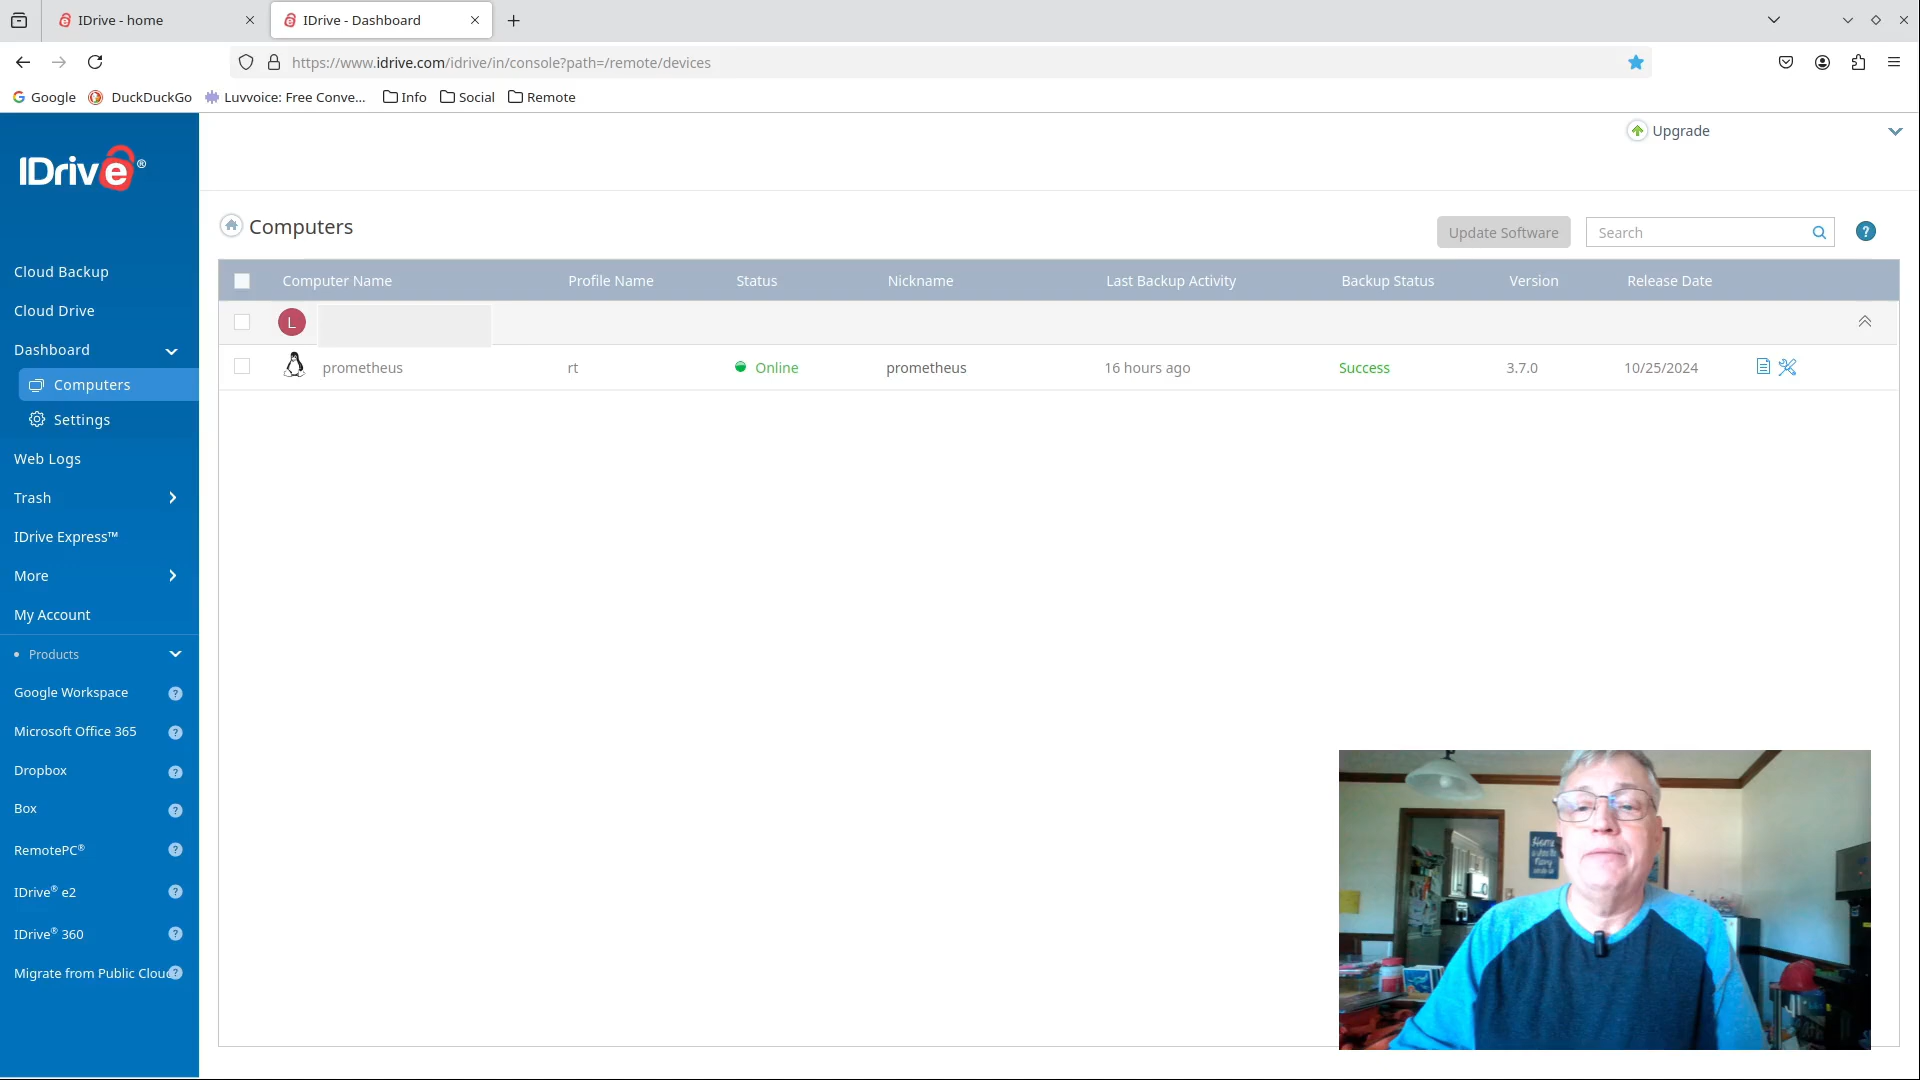 IDrive - home
IDrive - Dashboard
https://www.idrive.com/idrive/in/console?path=/remote/devices
Google
DuckDuckGo
Luvvoice: Free Conve...
Info
Social
Remote
IDrive®
Upgrade
Computers
Update Software
Search
?
Cloud Backup
Cloud Drive
Dashboard
Computers
Settings
Web Logs
Trash
IDrive Express™
More
My Account
Products
Google Workspace ?
Microsoft Office 365 ?
Dropbox ?
Box ?
RemotePC® ?
IDrive® e2 ?
IDrive® 360 ?
Migrate from Public Clou ?
Computer Name Profile Name Status Nickname Last Backup Activity Backup Status Version Release Date
L
prometheus rt Online prometheus 16 hours ago Success 3.7.0 10/25/2024
Home